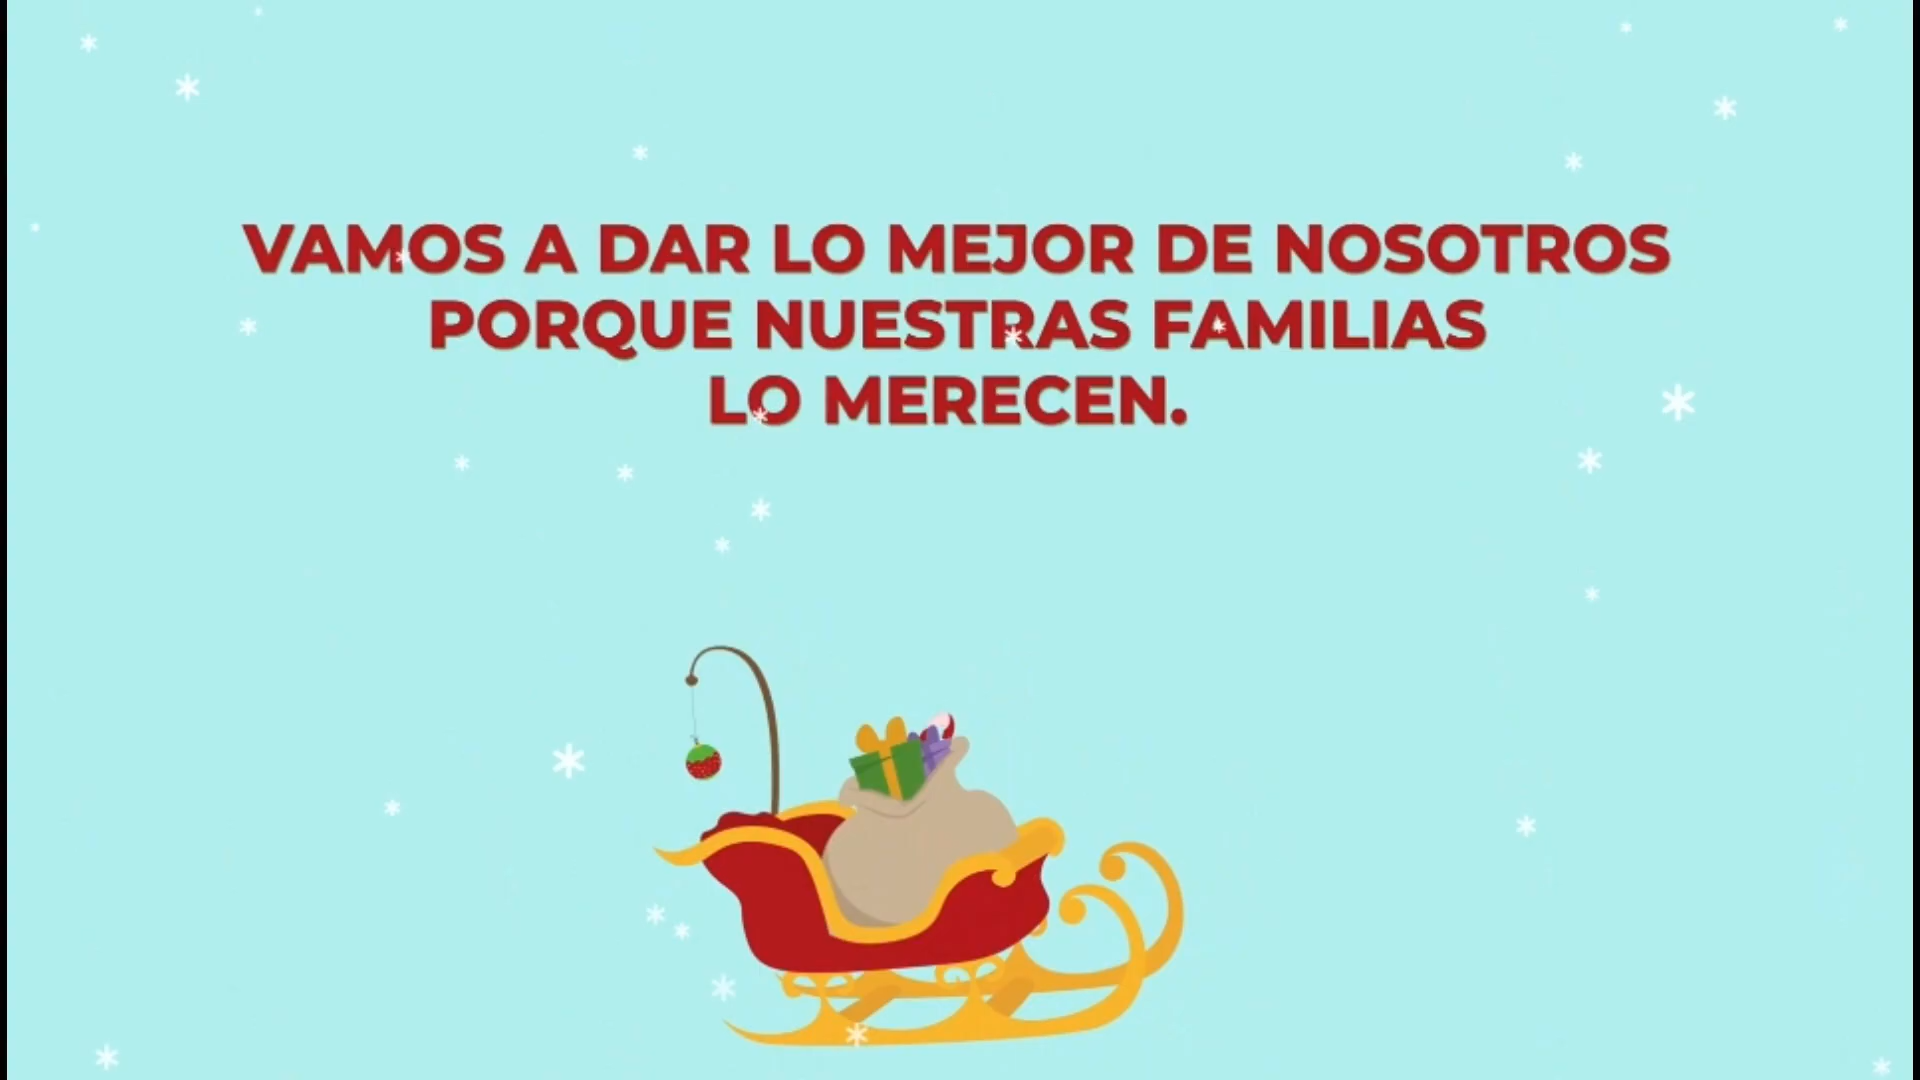 VAMOS A DAR LO MEJOR DE NOSOTROS
PORQUE NUESTRAS FAMILIAS
LO MERECEN.